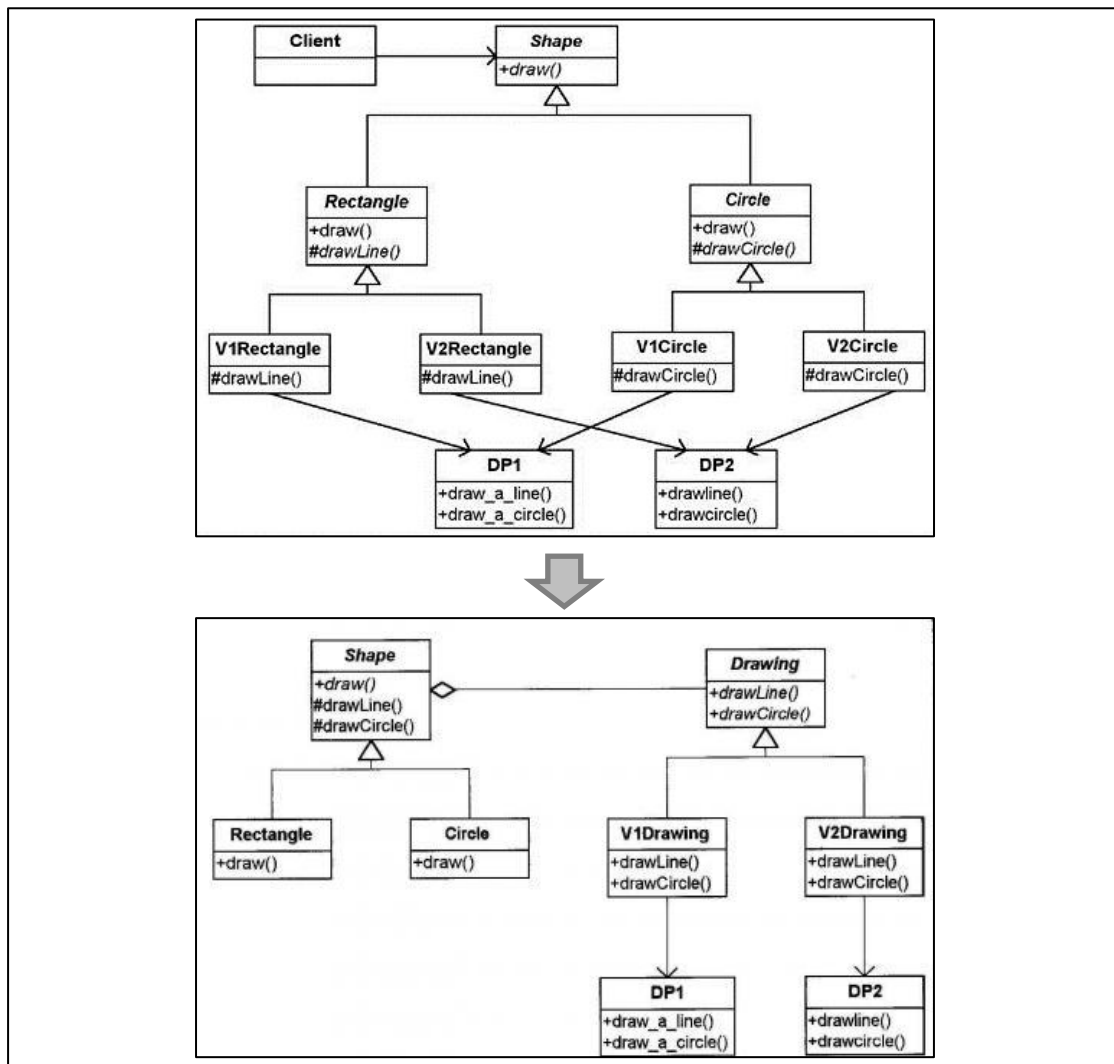 Client
Shape
+draw()
Rectangle
+draw()
#drawLine()
Circle
+draw()
#drawCircle()
V1Rectangle
#drawLine()
V2Rectangle
#drawLine()
V1Circle
#drawCircle()
V2Circle
#drawCircle()
DP1
+draw_a_line()
+draw_a_circle()
DP2
+drawline()
+drawcircle()
Shape
+draw()
#drawLine()
#drawCircle()
Drawing
+drawLine()
+drawCircle()
Rectangle
+draw()
Circle
+draw()
V1Drawing
+drawLine()
+drawCircle()
V2Drawing
+drawLine()
+drawCircle()
DP1
+draw_a_line()
+draw_a_circle()
DP2
+drawline()
+drawcircle()